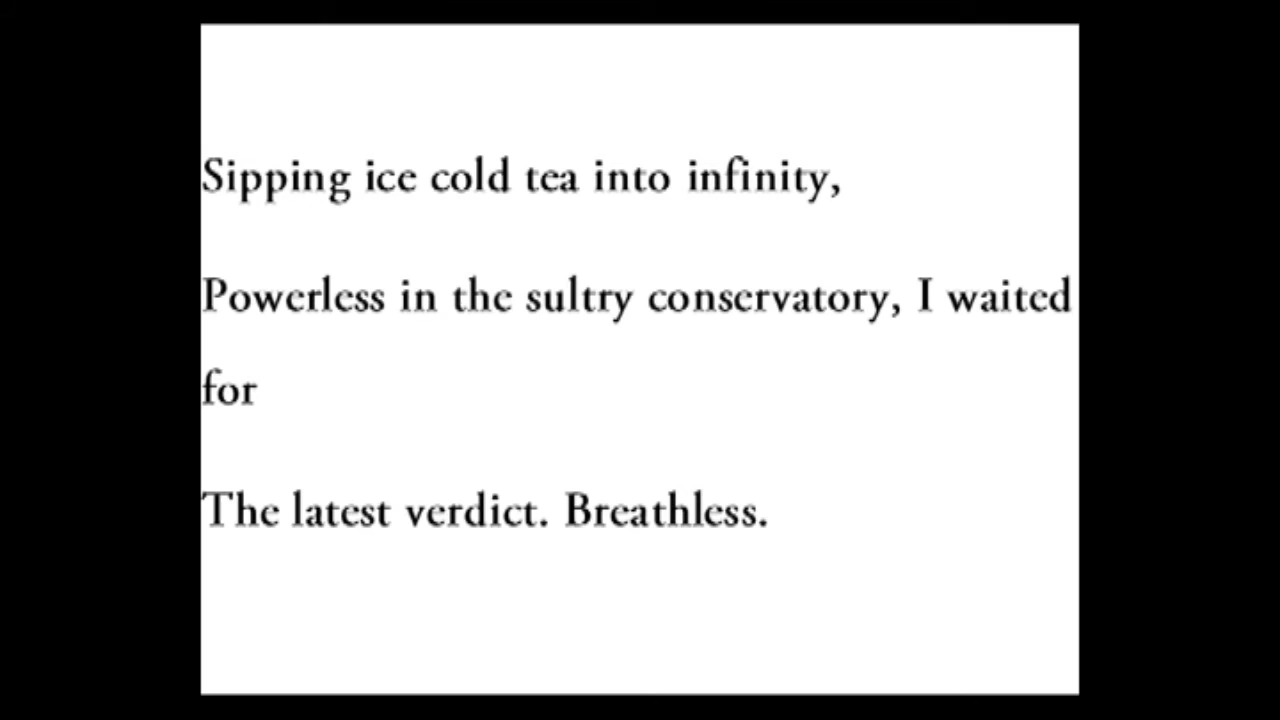 Sipping ice cold tea into infinity,
Powerless in the sultry conservatory, I waited
for
The latest verdict. Breathless.